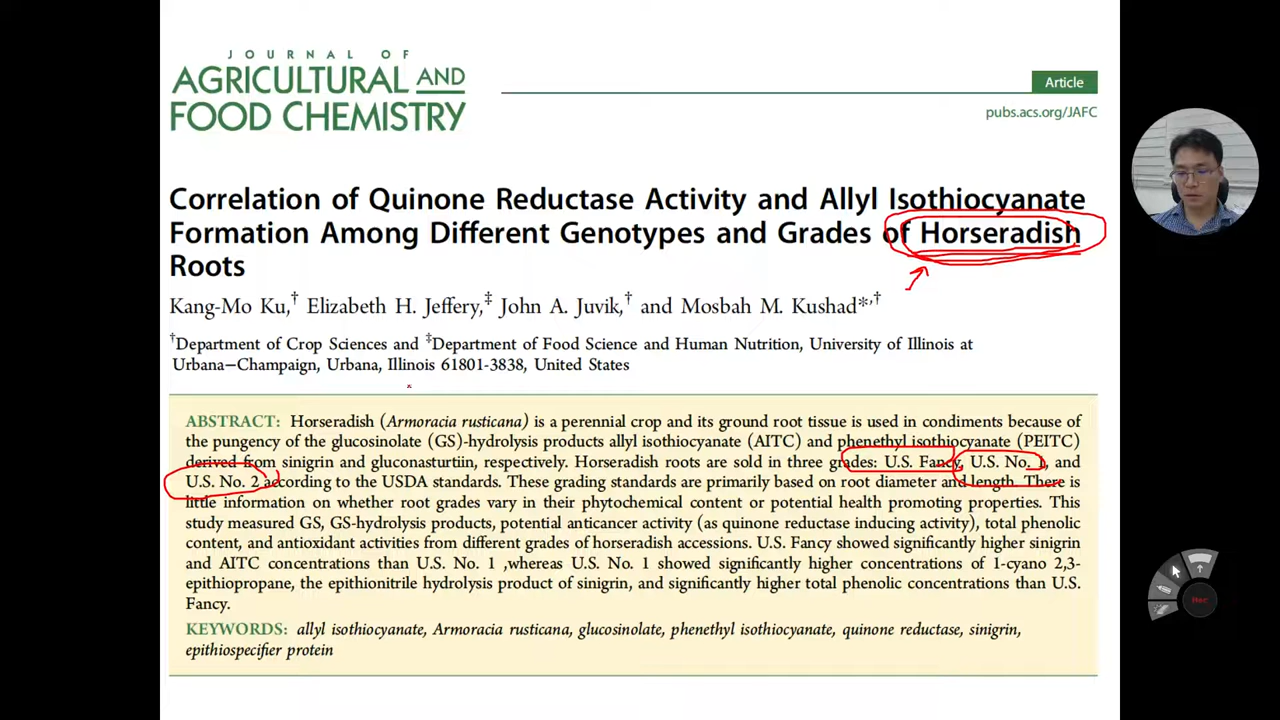 JOURNAL OF
AGRICULTURAL AND
FOOD CHEMISTRY
Article
pubs.acs.org/JAFC
Correlation of Quinone Reductase Activity and Allyl Isothiocyanate
Formation Among Different Genotypes and Grades of Horseradish
Roots
Kang-Mo Ku,† Elizabeth H. Jeffery,‡ John A. Juvik,† and Mosbah M. Kushad*,†
†Department of Crop Sciences and ‡Department of Food Science and Human Nutrition, University of Illinois at
Urbana−Champaign, Urbana, Illinois 61801-3838, United States
ABSTRACT: Horseradish (Armoracia rusticana) is a perennial crop and its ground root tissue is used in condiments because of
the pungency of the glucosinolate (GS)-hydrolysis products allyl isothiocyanate (AITC) and phenethyl isothiocyanate (PEITC)
derived from sinigrin and gluconasturtiin, respectively. Horseradish roots are sold in three grades: U.S. Fancy, U.S. No. 1, and
U.S. No. 2 according to the USDA standards. These grading standards are primarily based on root diameter and length. There is
little information on whether root grades vary in their phytochemical content or potential health promoting properties. This
study measured GS, GS-hydrolysis products, potential anticancer activity (as quinone reductase inducing activity), total phenolic
content, and antioxidant activities from different grades of horseradish accessions. U.S. Fancy showed significantly higher sinigrin
and AITC concentrations than U.S. No. 1 ,whereas U.S. No. 1 showed significantly higher concentrations of 1-cyano 2,3-
epithiopropane, the epithionitrile hydrolysis product of sinigrin, and significantly higher total phenolic concentrations than U.S.
Fancy.
KEYWORDS: allyl isothiocyanate, Armoracia rusticana, glucosinolate, phenethyl isothiocyanate, quinone reductase, sinigrin,
epithiospecifier protein